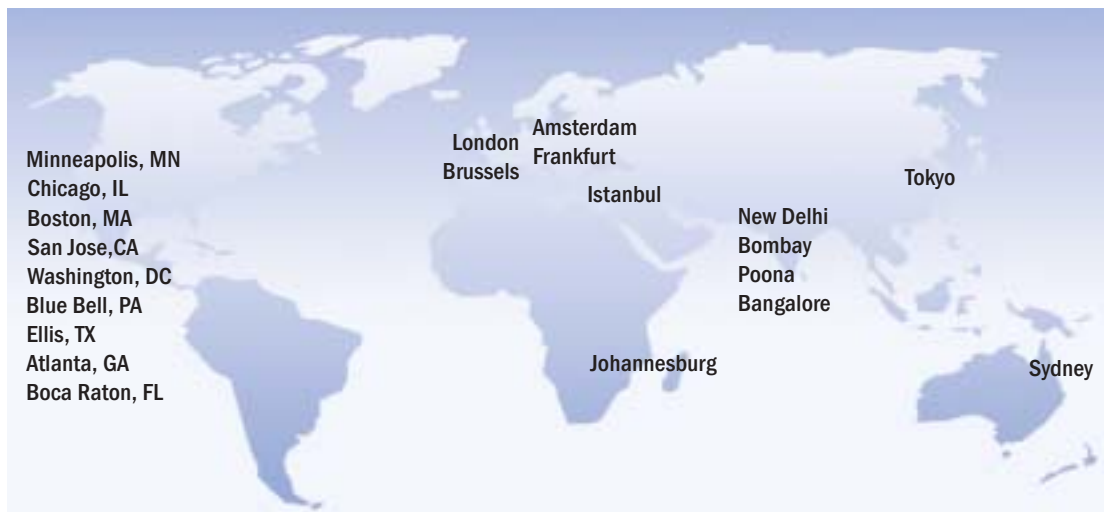 Minneapolis, MN
Chicago, IL
Boston, MA
San Jose,CA
Washington, DC
Blue Bell, PA
Ellis, TX
Atlanta, GA
Boca Raton, FL
London
Brussels
Amsterdam
Frankfurt
Istanbul
Johannesburg
New Delhi
Bombay
Poona
Bangalore
Tokyo
Sydney